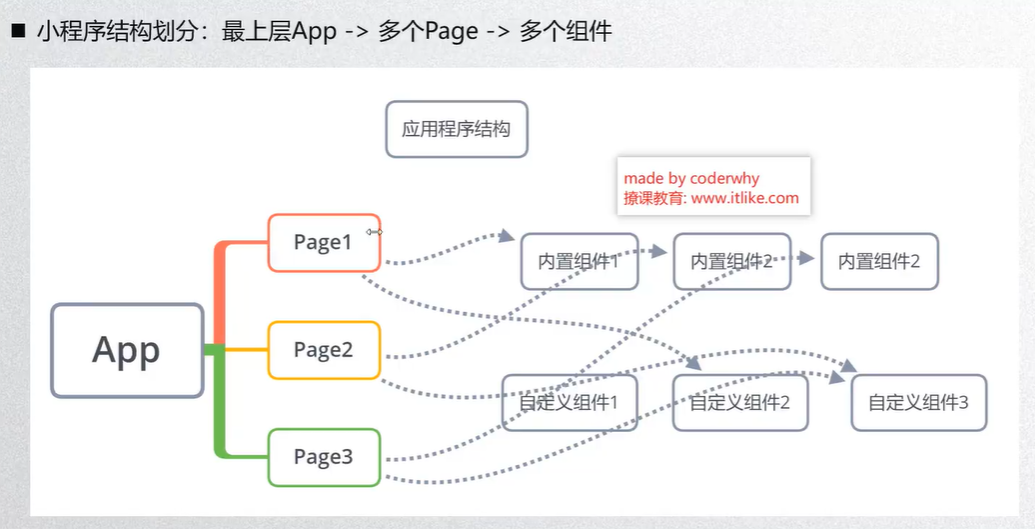 ■ 小程序结构划分：最上层App -> 多个Page -> 多个组件
应用程序结构
made by coderwhy
撩课教育: www.itlike.com
Page1
内置组件1
内置组件2
内置组件2
App
Page2
自定义组件1
自定义组件2
自定义组件3
Page3